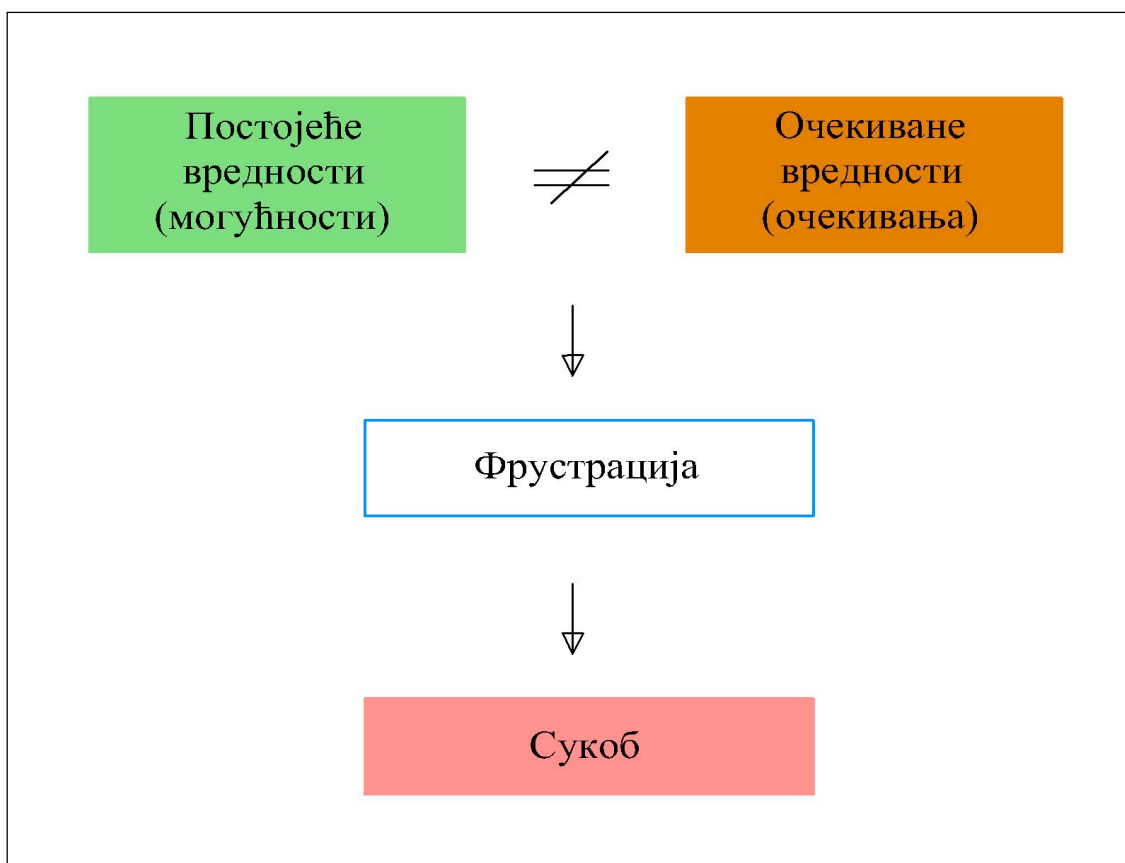 Постојеће
вредности
(могућности)
≠
Очекиване
вредности
(очекивања)
Фрустрација
Сукоб